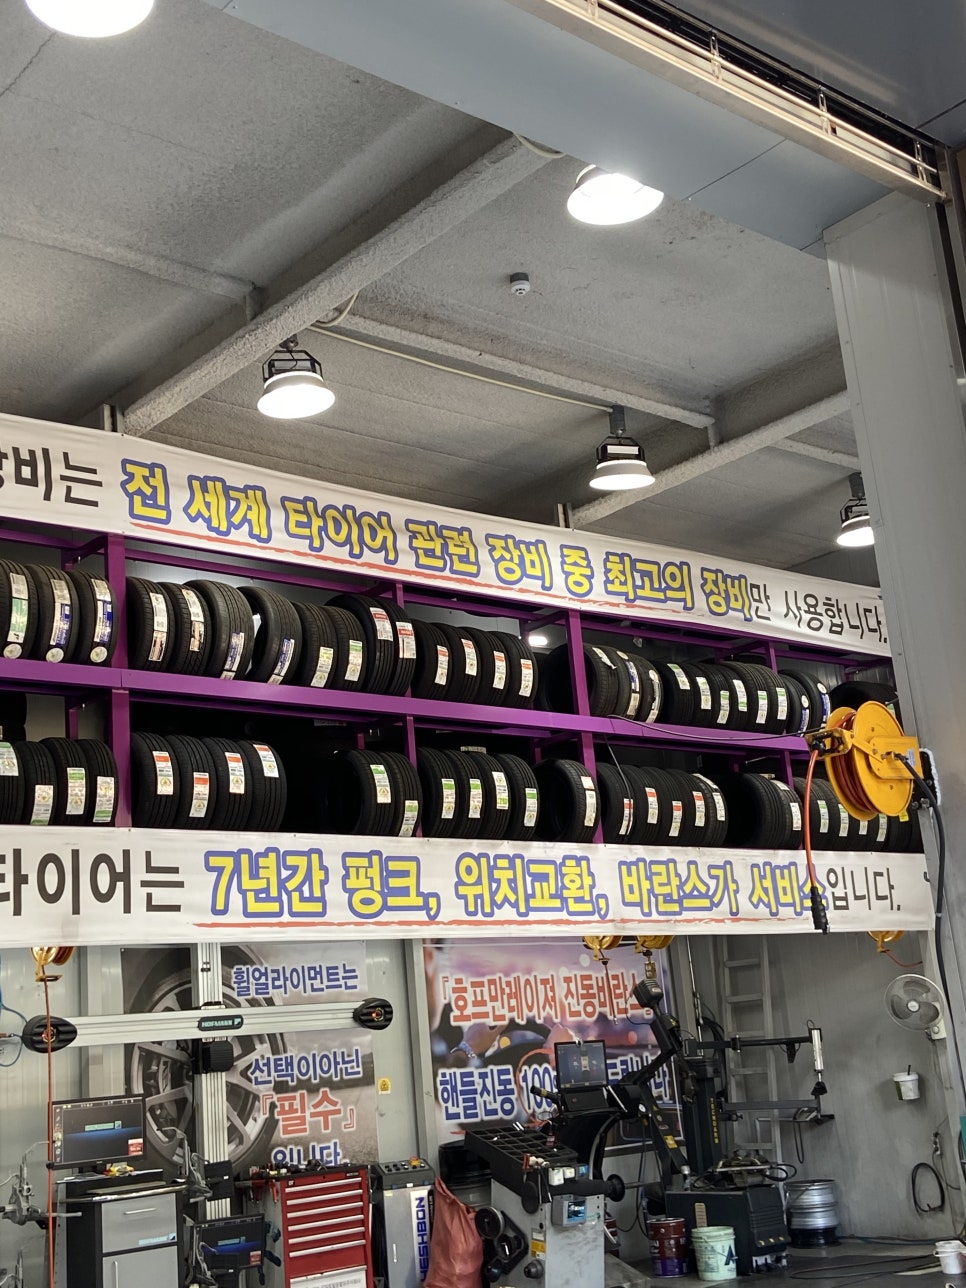 장비는 전 세계 타이어 관련 장비 중 최고의 장비만 사용합니다.
타이어는 7년간 펑크, 위치교환, 바란스가 서비스입니다.
휠얼라이먼트는
선택이아닌
『필수』
입니다
HOFMANN
『호프만레이져 진동바란스』
핸들진동 100%